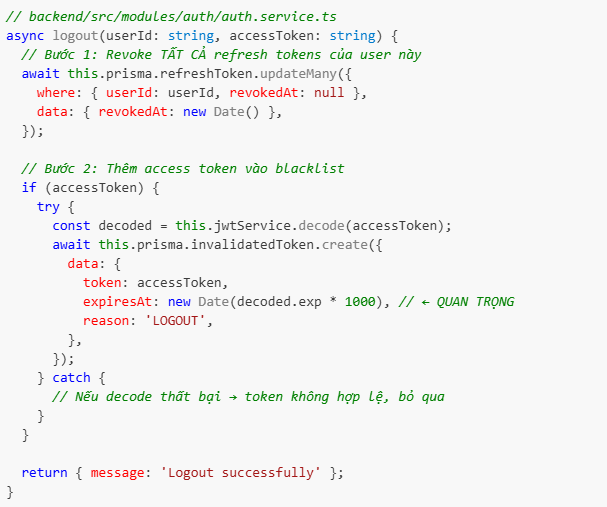 // backend/src/modules/auth/auth.service.ts
async logout(userId: string, accessToken: string) {
  // Bước 1: Revoke TẤT CẢ refresh tokens của user này
  await this.prisma.refreshToken.updateMany({
    where: { userId: userId, revokedAt: null },
    data: { revokedAt: new Date() },
  });

  // Bước 2: Thêm access token vào blacklist
  if (accessToken) {
    try {
      const decoded = this.jwtService.decode(accessToken);
      await this.prisma.invalidatedToken.create({
        data: {
          token: accessToken,
          expiresAt: new Date(decoded.exp * 1000), // ← QUAN TRỌNG
          reason: 'LOGOUT',
        },
      });
    } catch {
      // Nếu decode thất bại → token không hợp lệ, bỏ qua
    }
  }

  return { message: 'Logout successfully' };
}